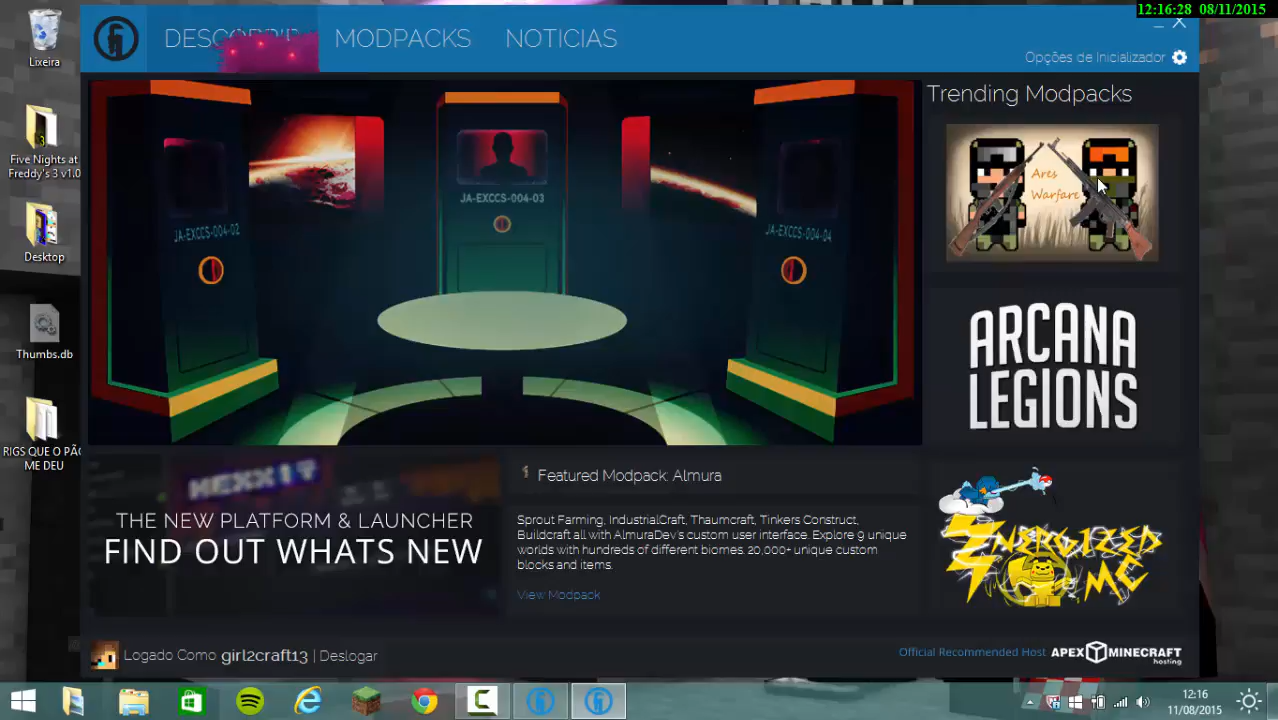 12:16:28 08/11/2015
Lixeira
Five Nights at
Freddy's 3 v1.0
Desktop
Thumbs.db
RIGS QUE O PÃO
ME DEU
MODPACKS
NOTICIAS
Opções de Inicializador
JA-EXCCS-004-02
JA-EXCCS-004-03
JA-EXCCS-004-04
Trending Modpacks
Ares
Warfare
ARCANA
LEGIONS
ENERGIZED
MC
HEXXIT
THE NEW PLATFORM & LAUNCHER
FIND OUT WHATS NEW
Featured Modpack: Almura
Sprout Farming, IndustrialCraft, Thaumcraft, Tinkers Construct,
Buildcraft all with AlmuraDev's custom user interface. Explore 9 unique
worlds with hundreds of different biomes. 20,000+ unique custom
blocks and items.
View Modpack
Logado Como girl2craft13 | Deslogar
Official Recommended Host APEX MINECRAFT
hosting
12:16
11/08/2015